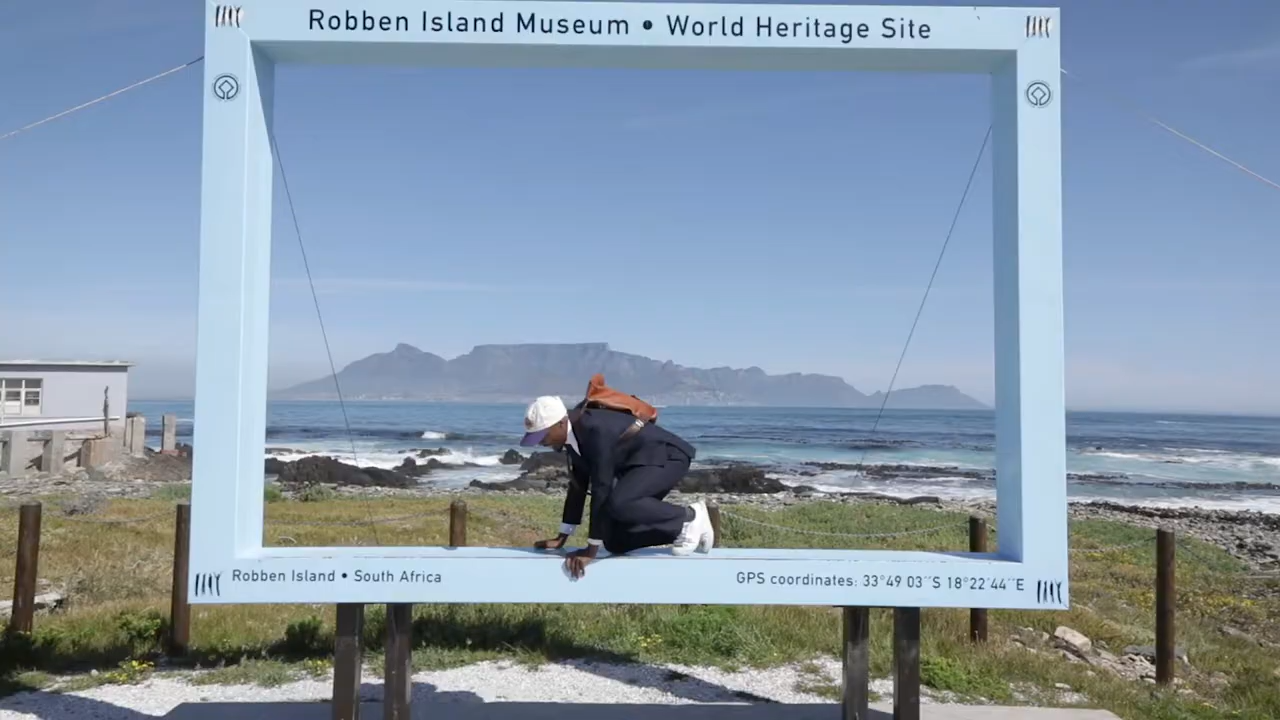 Robben Island Museum • World Heritage Site
Robben Island • South Africa
GPS coordinates: 33°49 03´´S 18°22´44´´E